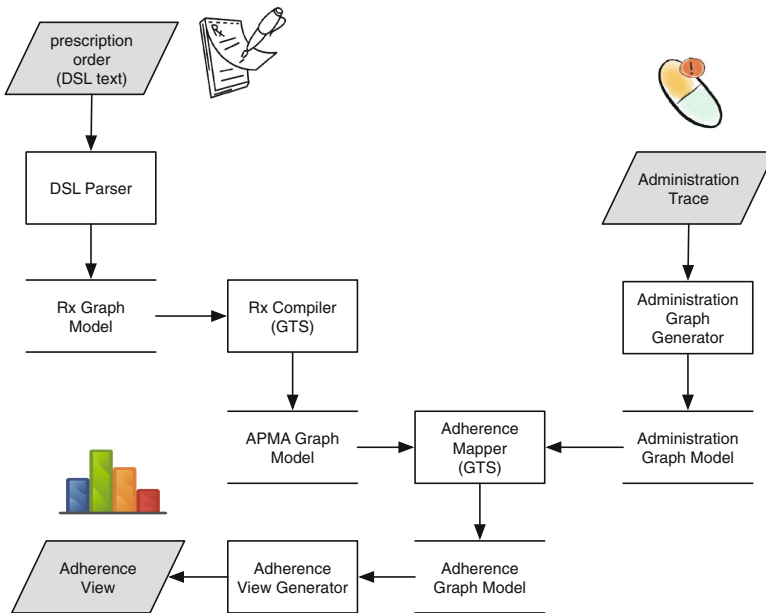 prescription
order
(DSL text)
Rx
!
DSL Parser
Administration
Trace
Rx Graph
Model
Rx Compiler
(GTS)
Administration
Graph
Generator
APMA Graph
Model
Adherence
Mapper
(GTS)
Administration
Graph Model
Adherence
View
Adherence
View Generator
Adherence
Graph Model